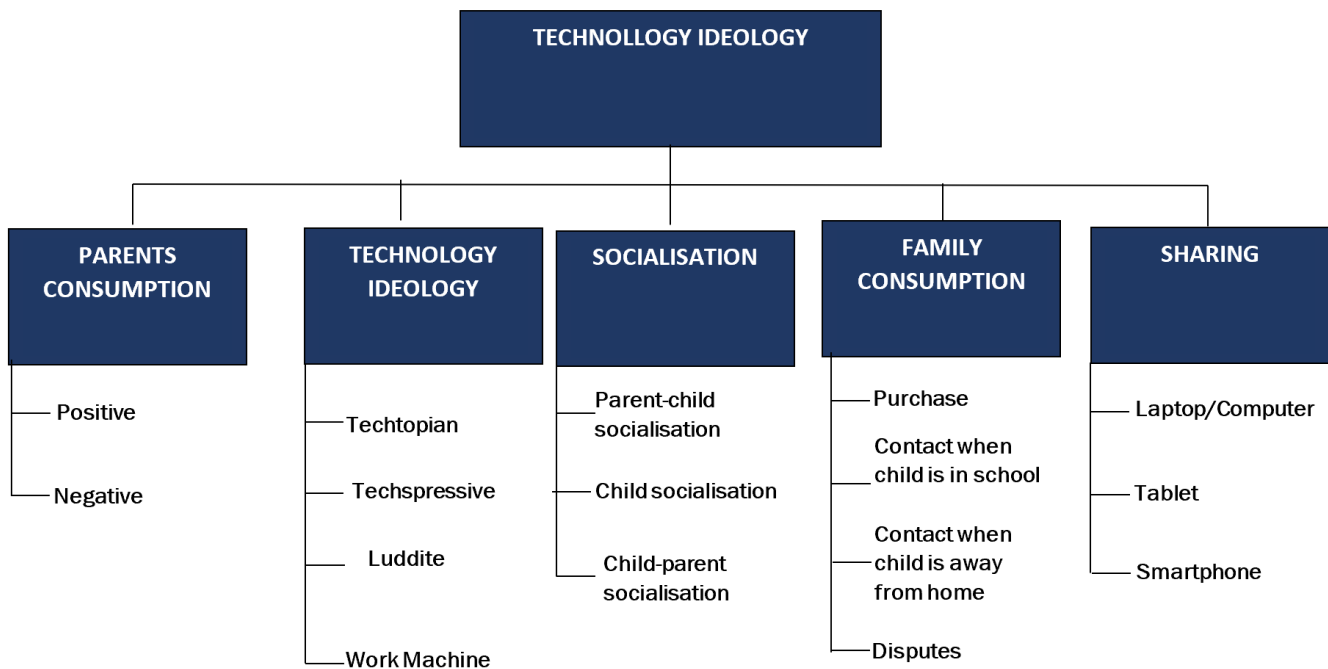 TECHNOLLOGY IDEOLOGY
PARENTS
CONSUMPTION
TECHNOLOGY
IDEOLOGY
SOCIALISATION
FAMILY
CONSUMPTION
SHARING
Positive
Negative
Techtopian
Techspressive
Luddite
Work Machine
Parent-child
socialisation
Child socialisation
Child-parent
socialisation
Purchase
Contact when
child is in school
Contact when
child is away
from home
Disputes
Laptop/Computer
Tablet
Smartphone